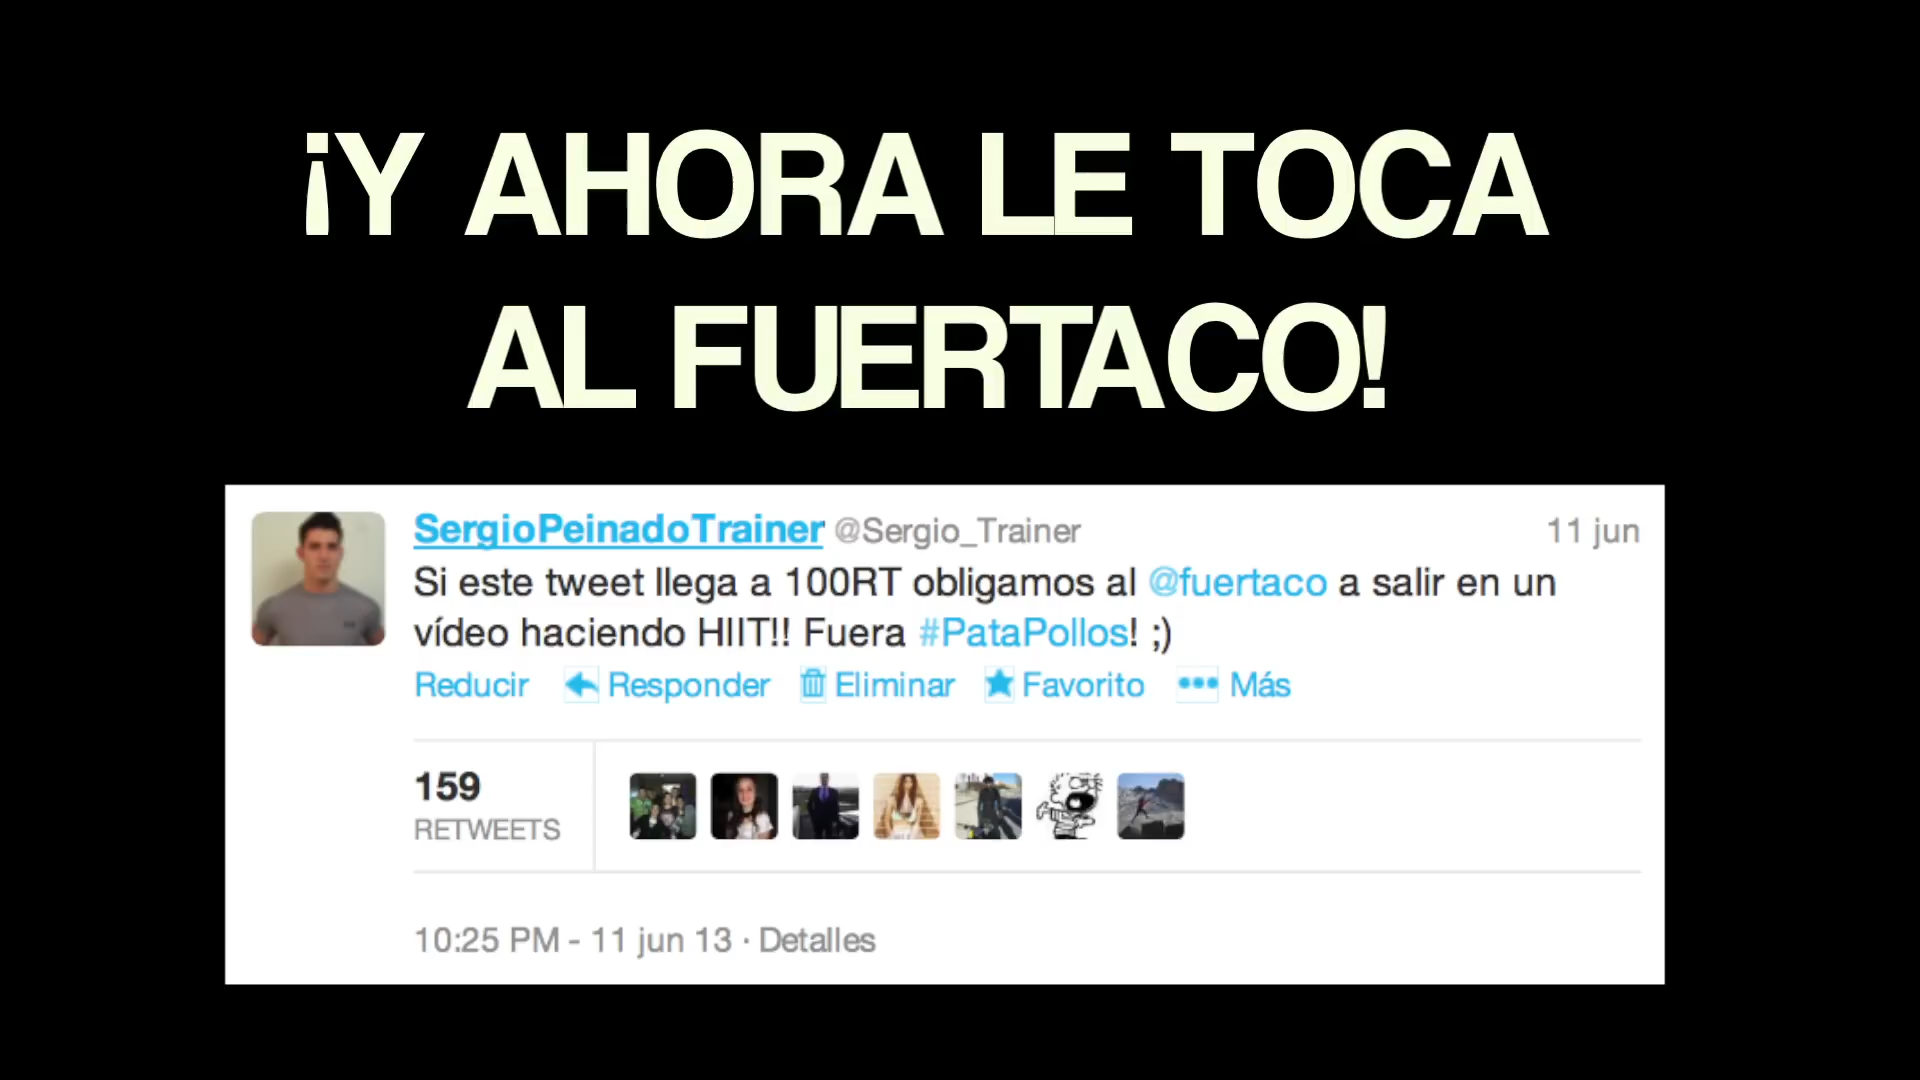 ¡Y AHORA LE TOCA
AL FUERTACO!
SergioPeinadoTrainer @Sergio_Trainer 11 jun
Si este tweet llega a 100RT obligamos al @fuertaco a salir en un
vídeo haciendo HIIT!! Fuera #PataPollos! ;)
Reducir Responder Eliminar Favorito Más
159
RETWEETS
10:25 PM - 11 jun 13 · Detalles